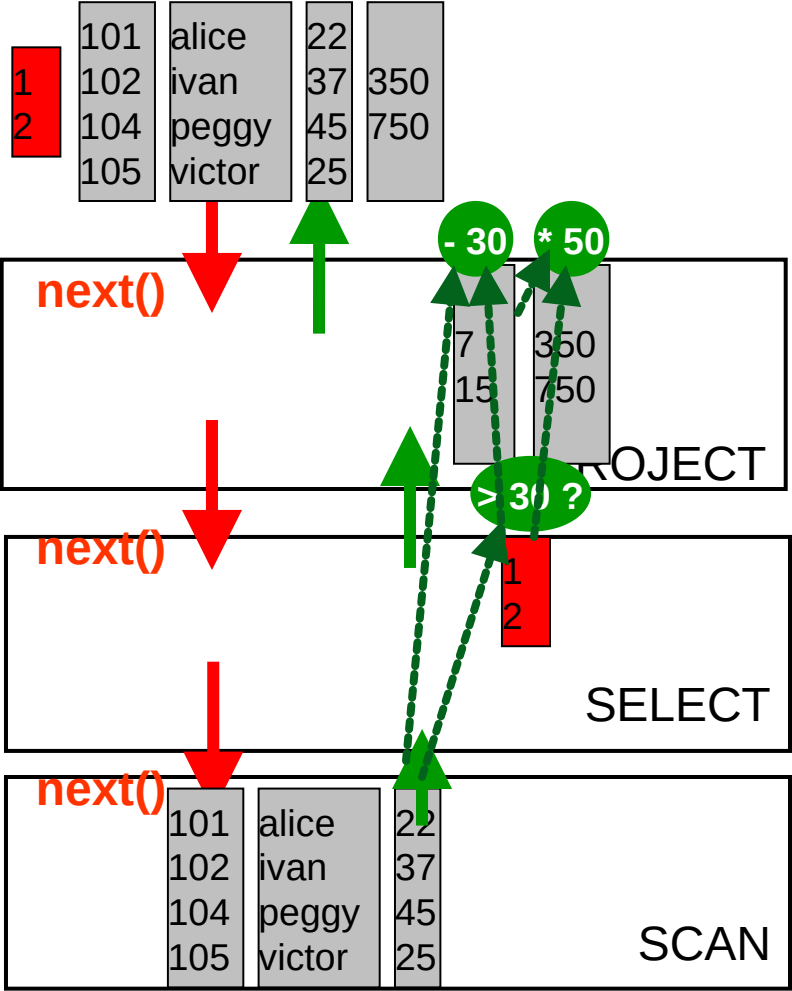 101 alice 22
1 102 ivan 37 350
2 104 peggy 45 750
105 victor 25
- 30 * 50
next()
7 350
15 750
ROJECT
> 30 ?
next()
1
2
SELECT
next()
101 alice 22
102 ivan 37
104 peggy 45
105 victor 25
SCAN